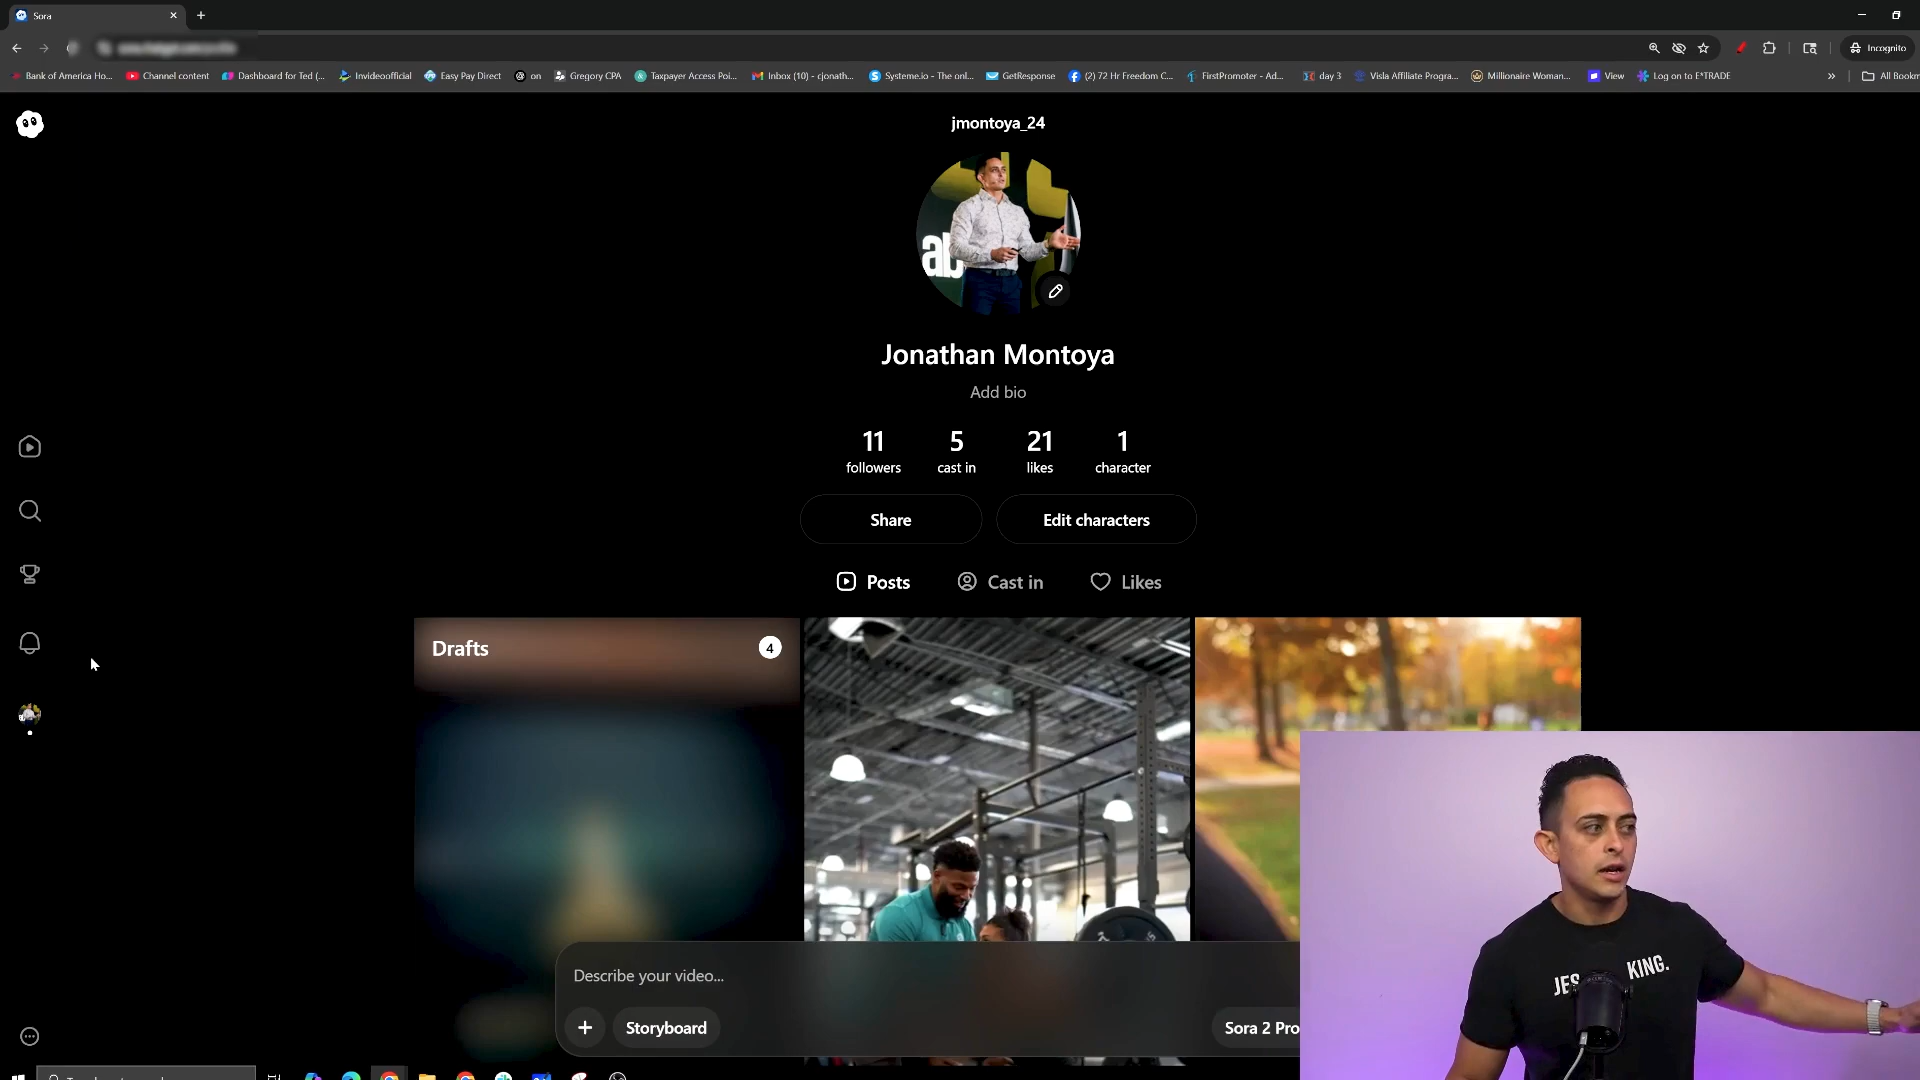 Sora
Incognito
Bank of America Ho...
Channel content
Dashboard for Ted (...
Invideoofficial
Easy Pay Direct
on
Gregory CPA
Taxpayer Access Poi...
Inbox (10) - cjonath...
Systeme.io - The onl...
GetResponse
(2) 72 Hr Freedom C...
FirstPromoter - Ad...
day 3
Visla Affiliate Progra...
Millionaire Woman...
View
Log on to E*TRADE
»
All Bookm
jmontoya_24
ab
Jonathan Montoya
Add bio
11 5 21 1
followers cast in likes character
Share Edit characters
Posts Cast in Likes
Drafts 4
Describe your video...
+ Storyboard Sora 2 Pro
JES KING.